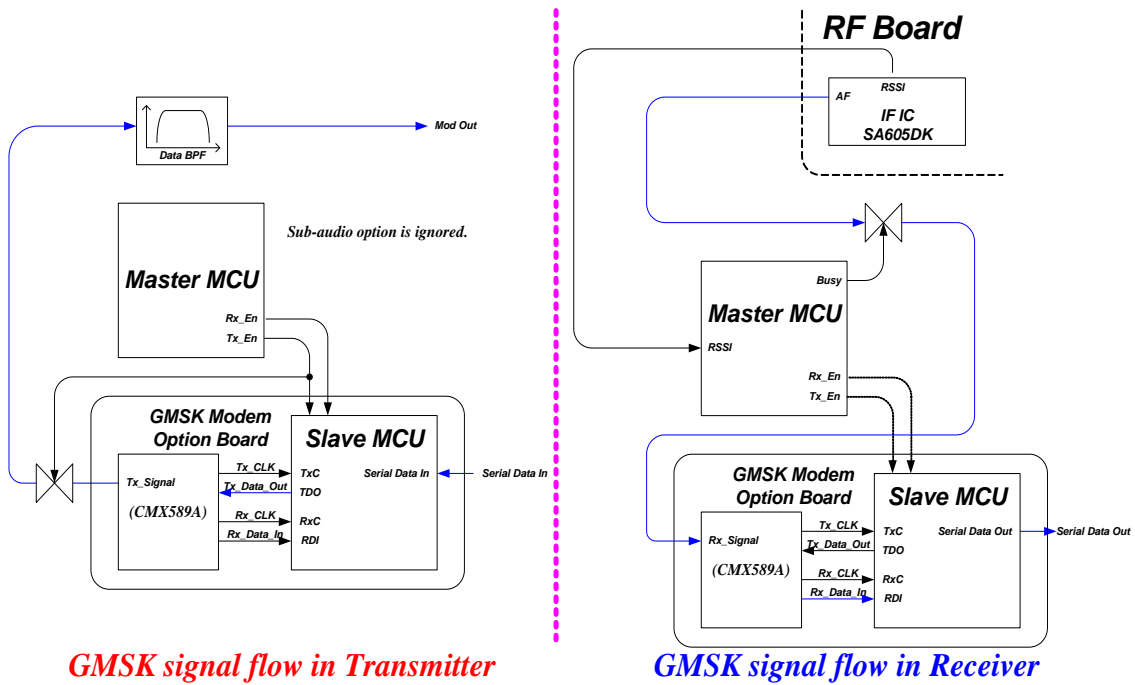 Data BPF
Mod Out
Sub-audio option is ignored.
Master MCU
Rx_En
Tx_En
GMSK Modem
Option Board
Slave MCU
Tx_Signal
(CMX589A)
Tx_CLK
Tx_Data_Out
Rx_CLK
Rx_Data_In
TxC
TDO
RxC
RDI
Serial Data In
Serial Data In
GMSK signal flow in Transmitter
RF Board
RSSI
AF
IF IC
SA605DK
Busy
Master MCU
RSSI
Rx_En
Tx_En
GMSK Modem
Option Board
Slave MCU
Rx_Signal
(CMX589A)
Tx_CLK
Tx_Data_Out
Rx_CLK
Rx_Data_In
TxC
TDO
RxC
RDI
Serial Data Out
Serial Data Out
GMSK signal flow in Receiver